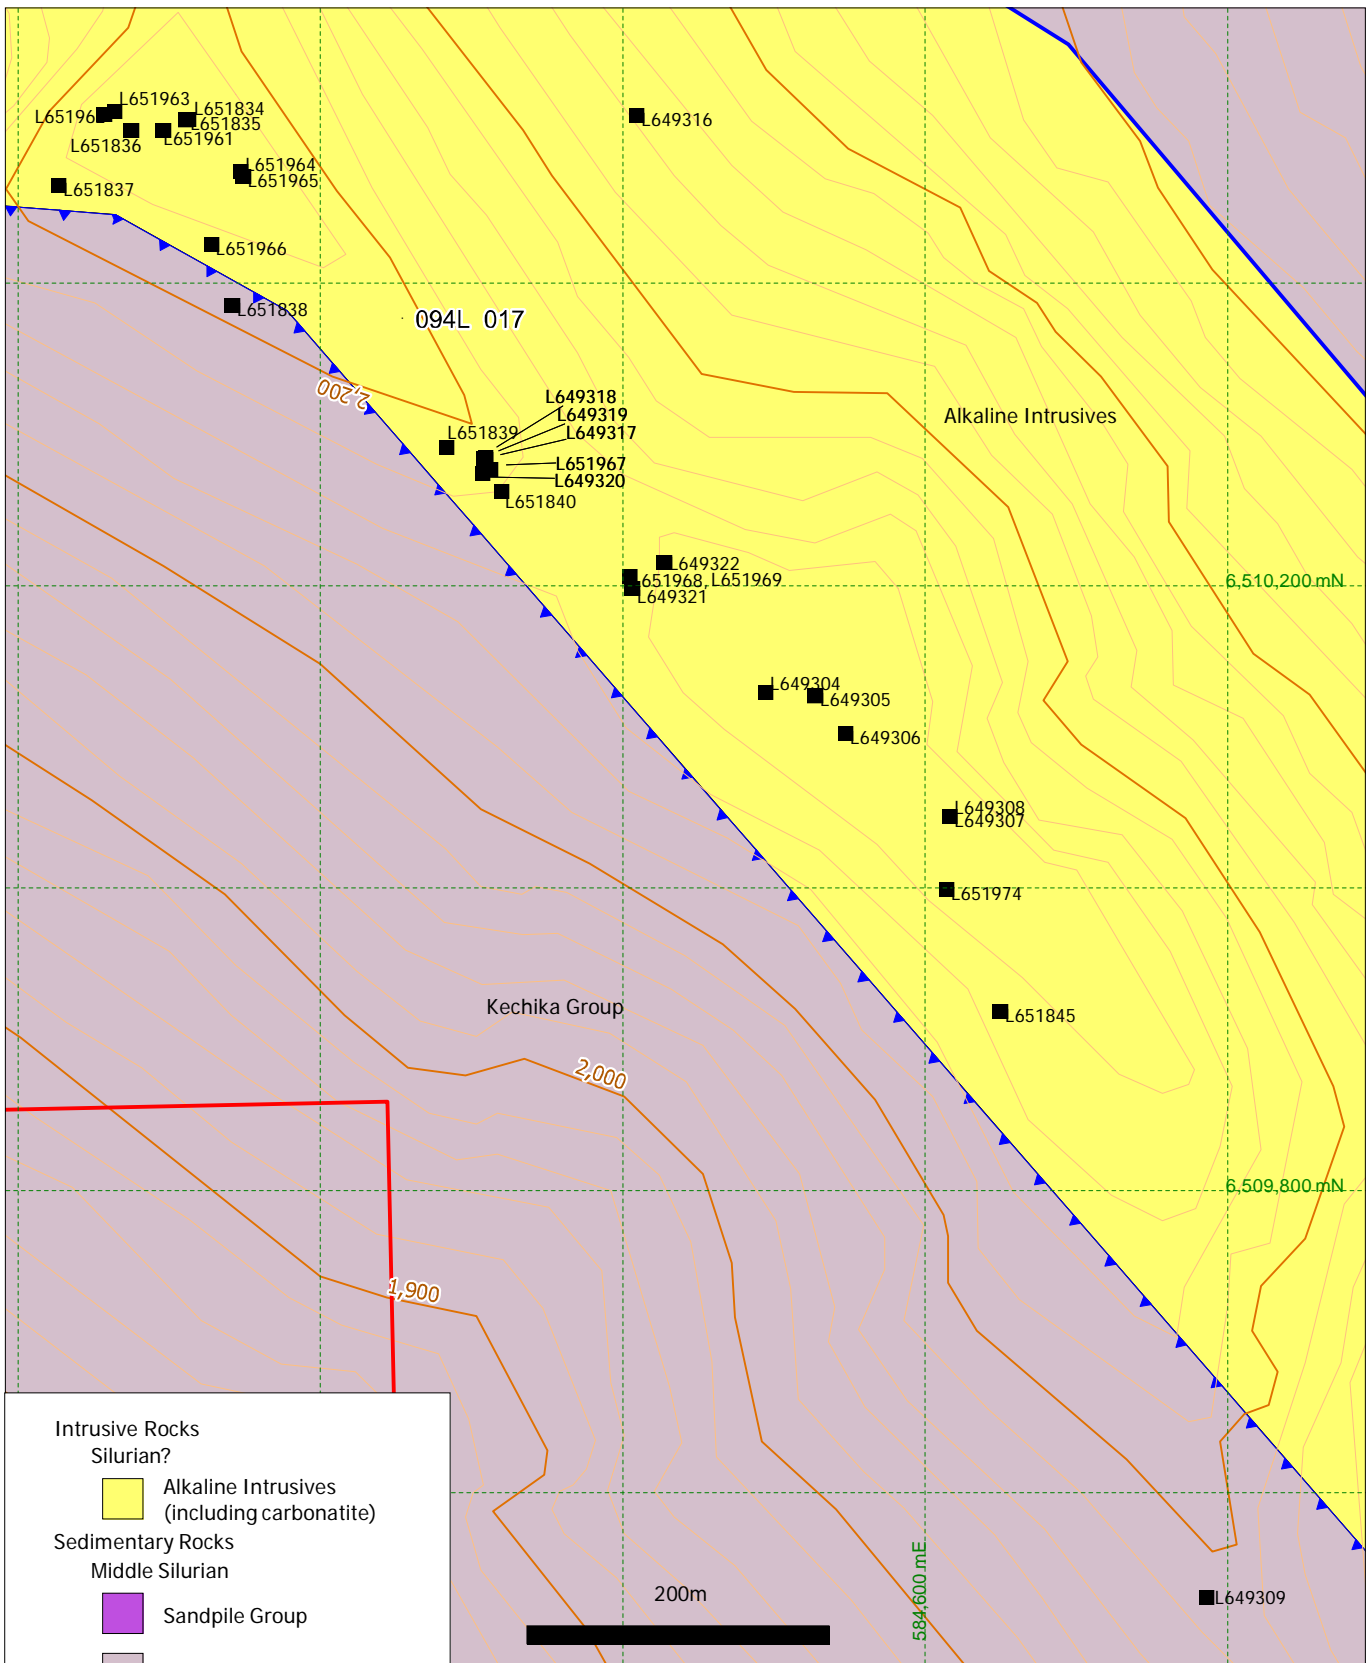 L651963
L65196
L651834
L651835
L651836
L651961
L649316
L651964
L651965
L651837
L651966
L651838
094L 017
2,200
L649318
L649319
L649317
L651839
L651967
L649320
L651840
Alkaline Intrusives
L649322
L651968, L651969
L649321
6,510,200 mN
L649304
L649305
L649306
L649308
L649307
L651974
Kechika Group
L651845
2,000
6,509,800 mN
1,900
Intrusive Rocks
Silurian?
Alkaline Intrusives
(including carbonatite)
Sedimentary Rocks
Middle Silurian
Sandpile Group
200m
584,600 mE
L649309